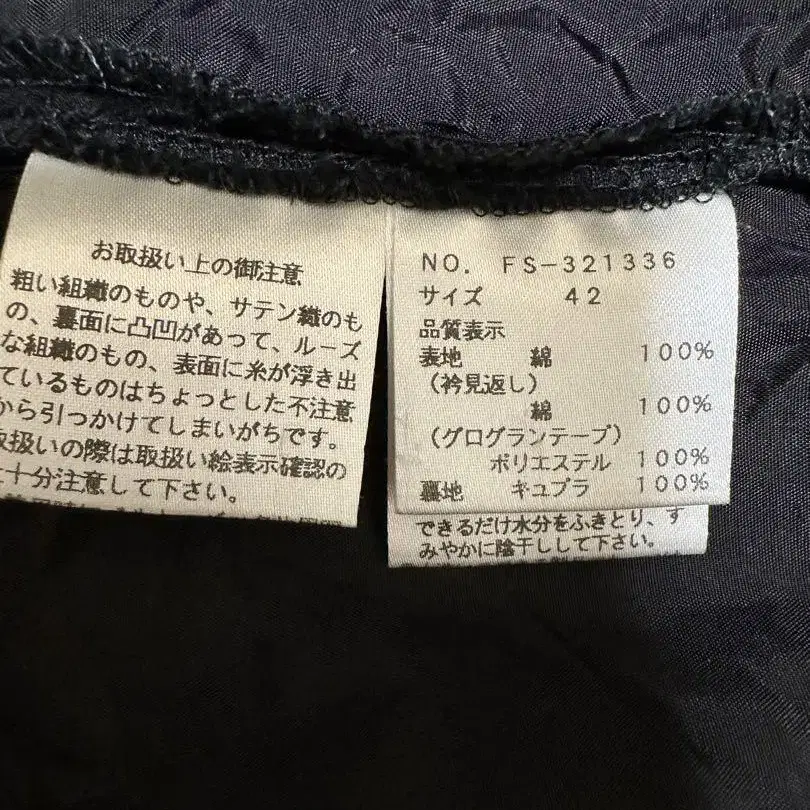 お取扱い上の御注意
粗い組織のものや、サテン織のも
の、裏面に凸凹があって、ルーズ
な組織のもの、表面に糸が浮き出
ているものはちょっとした不注意
から引っかけてしまいがちです。
取扱いの際は取扱い絵表示確認の
上十分注意して下さい。
NO. FS-321336
サイズ 42
品質表示
表地 綿 100%
(衿見返し)
綿 100%
(グログランテープ)
ポリエステル 100%
裏地 キュプラ 100%
できるだけ水分をふきとり、す
みやかに陰干しして下さい。